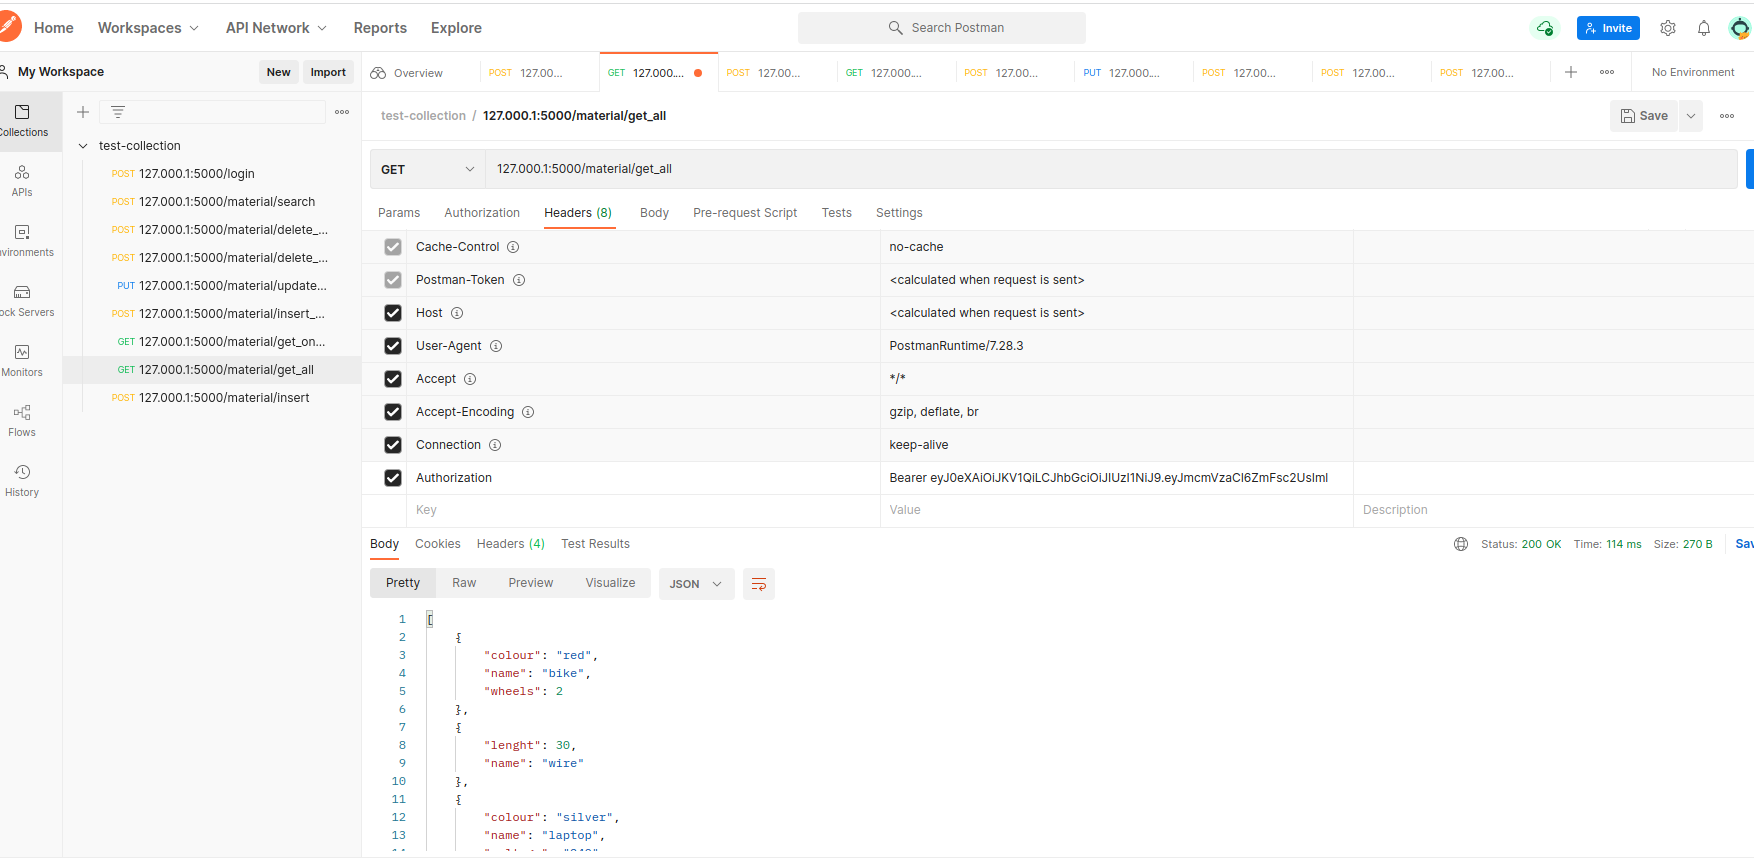 Home Workspaces API Network Reports Explore Search Postman Invite
My Workspace New Import
Overview POST 127.00... GET 127.000.... POST 127.00... GET 127.000.... POST 127.00... PUT 127.000.... POST 127.00... POST 127.00... POST 127.00... No Environment
Collections
APIs
Monitors
Flows
History
test-collection
POST 127.000.1:5000/login
POST 127.000.1:5000/material/search
POST 127.000.1:5000/material/delete_...
POST 127.000.1:5000/material/delete_...
PUT 127.000.1:5000/material/update...
POST 127.000.1:5000/material/insert_...
GET 127.000.1:5000/material/get_on...
GET 127.000.1:5000/material/get_all
POST 127.000.1:5000/material/insert
test-collection / 127.000.1:5000/material/get_all Save
GET 127.000.1:5000/material/get_all
Params Authorization Headers (8) Body Pre-request Script Tests Settings
Cache-Control no-cache
Postman-Token <calculated when request is sent>
Host <calculated when request is sent>
User-Agent PostmanRuntime/7.28.3
Accept */*
Accept-Encoding gzip, deflate, br
Connection keep-alive
Authorization Bearer eyJ0eXAiOiJKV1QiLCJhbGciOiJIUzI1NiJ9.eyJmcmVzaCI6ZmFsc2UsIml
Key Value Description
Body Cookies Headers (4) Test Results Status: 200 OK Time: 114 ms Size: 270 B Sav
Pretty Raw Preview Visualize JSON
1 [
2 {
3 "colour": "red",
4 "name": "bike",
5 "wheels": 2
6 },
7 {
8 "lenght": 30,
9 "name": "wire"
10 },
11 {
12 "colour": "silver",
13 "name": "laptop",